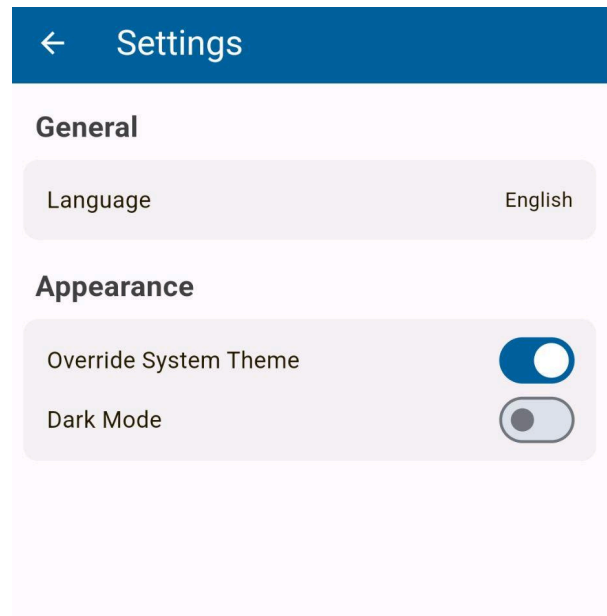 Settings
General
Language English
Appearance
Override System Theme
Dark Mode